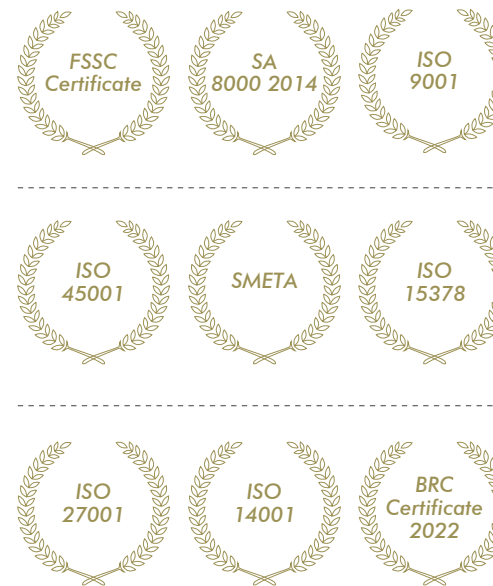 FSSC
Certificate
SA
8000 2014
ISO
9001
ISO
45001
SMETA
ISO
15378
ISO
27001
ISO
14001
BRC
Certificate
2022